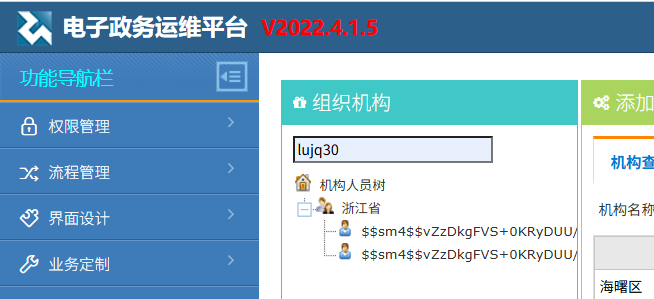 电子政务运维平台 V2022.4.1.5
功能导航栏
权限管理
流程管理
界面设计
业务定制
组织机构
lujq30
机构人员树
浙江省
$$sm4$$vZzDkgFVS+0KRyDUU/
$$sm4$$vZzDkgFVS+0KRyDUU/
添加
机构查
机构名称
海曙区